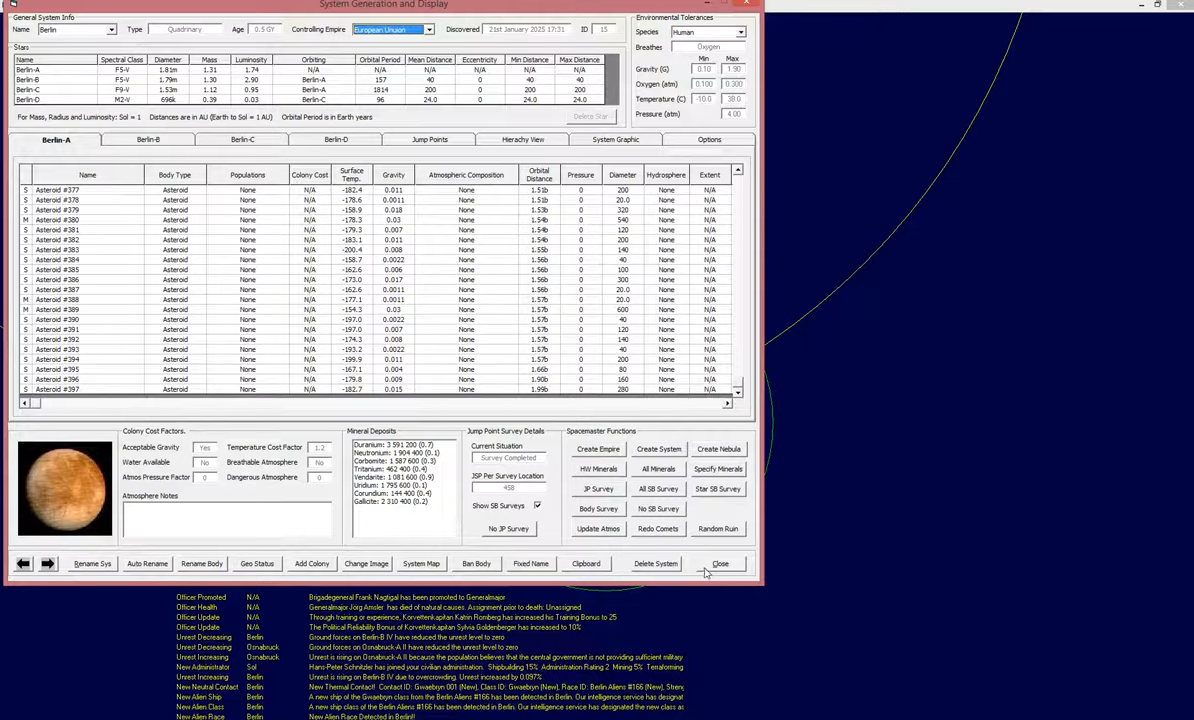 System Generation and Display
General System Info
Name Berlin Type Quadrinary Age 0.5 GY Controlling Empire European Unuion Discovered 21st January 2025 17:31 ID 15
Environmental Tolerances
Species Human
Breathes Oxygen
Min Max
Gravity (G) 0.10 1.90
Oxygen (atm) 0.100 0.300
Temperature (C) -10.0 38.0
Pressure (atm) 4.00
Stars
Name Spectral Class Diameter Mass Luminosity Orbiting Orbital Period Mean Distance Eccentricity Min Distance Max Distance
Berlin-A F5-V 1.81m 1.31 1.74 N/A N/A N/A N/A N/A N/A
Berlin-B F5-V 1.79m 1.30 2.90 Berlin-A 157 40 0 40 40
Berlin-C F9-V 1.53m 1.12 0.95 Berlin-A 1814 200 0 200 200
Berlin-D M2-V 696k 0.39 0.03 Berlin-C 96 24.0 0 24.0 24.0
For Mass, Radius and Luminosity: Sol = 1 Distances are in AU (Earth to Sol = 1 AU) Orbital Period is in Earth years Delete Star
Berlin-A Berlin-B Berlin-C Berlin-D Jump Points Hierachy View System Graphic Options
Name Body Type Populations Colony Cost Surface Temp. Gravity Atmospheric Composition Orbital Distance Pressure Diameter Hydrosphere Extent
S Asteroid #377 Asteroid None N/A -182.4 0.011 None 1.51b 0 200 None N/A
S Asteroid #378 Asteroid None N/A -178.6 0.0011 None 1.51b 0 20.0 None N/A
S Asteroid #379 Asteroid None N/A -158.9 0.018 None 1.53b 0 320 None N/A
M Asteroid #380 Asteroid None N/A -178.3 0.03 None 1.54b 0 540 None N/A
S Asteroid #381 Asteroid None N/A -179.3 0.007 None 1.54b 0 120 None N/A
S Asteroid #382 Asteroid None N/A -183.1 0.011 None 1.54b 0 200 None N/A
S Asteroid #383 Asteroid None N/A -200.4 0.008 None 1.55b 0 140 None N/A
S Asteroid #384 Asteroid None N/A -158.7 0.0022 None 1.56b 0 40 None N/A
S Asteroid #385 Asteroid None N/A -162.6 0.006 None 1.56b 0 100 None N/A
S Asteroid #386 Asteroid None N/A -173.0 0.017 None 1.56b 0 300 None N/A
S Asteroid #387 Asteroid None N/A -162.6 0.0011 None 1.57b 0 20.0 None N/A
M Asteroid #388 Asteroid None N/A -177.1 0.0011 None 1.57b 0 20.0 None N/A
M Asteroid #389 Asteroid None N/A -154.3 0.03 None 1.57b 0 600 None N/A
S Asteroid #390 Asteroid None N/A -197.0 0.0022 None 1.57b 0 40 None N/A
S Asteroid #391 Asteroid None N/A -197.0 0.007 None 1.57b 0 120 None N/A
S Asteroid #392 Asteroid None N/A -174.3 0.008 None 1.57b 0 140 None N/A
S Asteroid #393 Asteroid None N/A -193.2 0.0022 None 1.57b 0 40 None N/A
S Asteroid #394 Asteroid None N/A -199.9 0.011 None 1.57b 0 200 None N/A
S Asteroid #395 Asteroid None N/A -167.1 0.004 None 1.66b 0 80 None N/A
S Asteroid #396 Asteroid None N/A -179.8 0.009 None 1.90b 0 160 None N/A
S Asteroid #397 Asteroid None N/A -182.7 0.015 None 1.99b 0 280 None N/A
Colony Cost Factors.
Acceptable Gravity Yes Temperature Cost Factor 1.2
Water Available No Breathable Atmosphere No
Atmos Pressure Factor 0 Dangerous Atmosphere 0
Atmosphere Notes
Mineral Deposits
Duranium: 3 591 200 (0.7)
Neutronium: 1 904 400 (0.1)
Corbomite: 1 587 600 (0.3)
Tritanium: 462 400 (0.4)
Vendarite: 1 081 600 (0.9)
Uridium: 1 795 600 (0.1)
Corundium: 144 400 (0.4)
Gallicite: 2 310 400 (0.2)
Jump Point Survey Details
Current Situation
Survey Completed
JSP Per Survey Location
458
Show SB Surveys
No JP Survey
Spacemaster Functions
Create Empire Create System Create Nebula
HW Minerals All Minerals Specify Minerals
JP Survey All SB Survey Star SB Survey
Body Survey No SB Survey
Update Atmos Redo Comets Random Ruin
Rename Sys Auto Rename Rename Body Geo Status Add Colony Change Image System Map Ban Body Fixed Name Clipboard Delete System Close
Officer Promoted N/A Brigadegeneral Frank Nagtigal has been promoted to Generalmajor
Officer Health N/A Generalmajor Jörg Amsler has died of natural causes. Assignment prior to death: Unassigned
Officer Update N/A Through training or experience, Korvettenkapitan Katrin Romberg has increased his Training Bonus to 25
Officer Update N/A The Political Reliability Bonus of Korvettenkapitan Sylvia Goldenberger has increased to 10%
Unrest Decreasing Berlin Ground forces on Berlin-B IV have reduced the unrest level to zero
Unrest Decreasing Osnabruck Ground forces on Osnabruck-A II have reduced the unrest level to zero
Unrest Increasing Osnabruck Unrest is rising on Osnabruck-A II because the population believes that the central government is not providing sufficient military
New Administrator Sol Hans-Peter Schnitzler has joined your civilian administration. Shipbuilding 15% Administration Rating 2 Mining 5% Terraforming
Unrest Increasing Berlin Unrest is rising on Berlin-B IV due to overcrowding. Unrest increased by 0.097%
New Neutral Contact Berlin New Thermal Contact! Contact ID: Gwaebryn 001 (New), Class ID: Gwaebryn (New), Race ID: Berlin Aliens #166 (New), Streng
New Alien Ship Berlin A new ship of the Gwaebryn class from the Berlin Aliens #166 has been detected in Berlin. Our intelligence service has designat
New Alien Class Berlin A new ship class of the Berlin Aliens #166 has been detected in Berlin. Our intelligence service has designated the new class as
New Alien Race Berlin New Alien Race Detected in Berlin!!